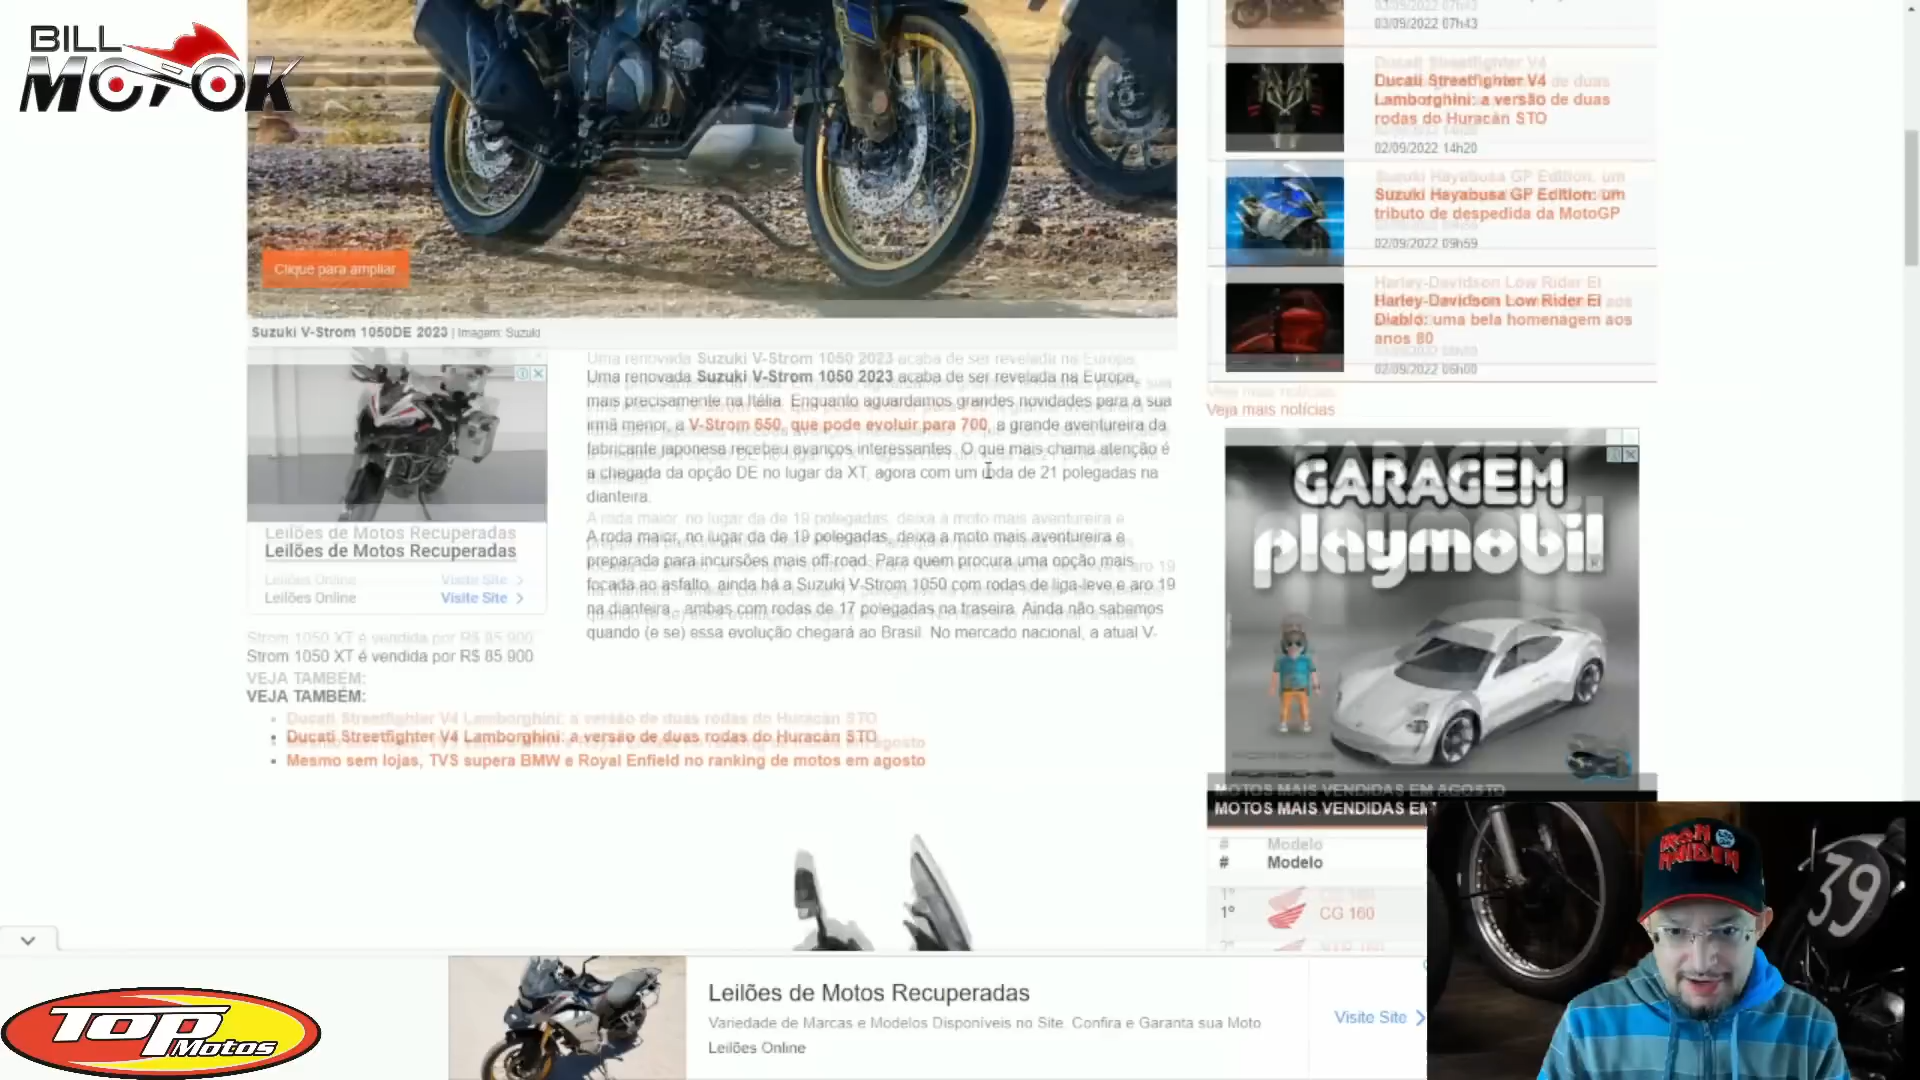 BILL
MOTOK
03/09/2022 07h43
Ducati Streetfighter V4
Lamborghini: a versão de duas
rodas do Huracán STO
02/09/2022 14h20
Suzuki Hayabusa GP Edition: um
tributo de despedida da MotoGP
02/09/2022 09h59
Harley-Davidson Low Rider El
Diablo: uma bela homenagem aos
anos 80
02/09/2022 06h00
Veja mais notícias
Clique para ampliar
Suzuki V-Strom 1050DE 2023 | Imagem: Suzuki
Uma renovada Suzuki V-Strom 1050 2023 acaba de ser revelada na Europa,
mais precisamente na Itália. Enquanto aguardamos grandes novidades para a sua
irmã menor, a V-Strom 650, que pode evoluir para 700, a grande aventureira da
fabricante japonesa recebeu avanços interessantes. O que mais chama atenção é
a chegada da opção DE no lugar da XT, agora com um roda de 21 polegadas na
dianteira.
A roda maior, no lugar da de 19 polegadas, deixa a moto mais aventureira e
preparada para incursões mais off-road. Para quem procura uma opção mais
focada ao asfalto, ainda há a Suzuki V-Strom 1050 com rodas de liga-leve e aro 19
na dianteira, ambas com rodas de 17 polegadas na traseira. Ainda não sabemos
quando (e se) essa evolução chegará ao Brasil. No mercado nacional, a atual V-
Strom 1050 XT é vendida por R$ 85.900
Leilões de Motos Recuperadas
Leilões Online
Visite Site
VEJA TAMBÉM:
Ducati Streetfighter V4 Lamborghini: a versão de duas rodas do Huracán STO
Mesmo sem lojas, TVS supera BMW e Royal Enfield no ranking de motos em agosto
GARAGEM
playmobil
MOTOS MAIS VENDIDAS EM
# Modelo
1º CG 160
IRON
MAIDEN
39
TOP
MOTOS
Leilões de Motos Recuperadas
Variedade de Marcas e Modelos Disponíveis no Site. Confira e Garanta sua Moto
Leilões Online
Visite Site